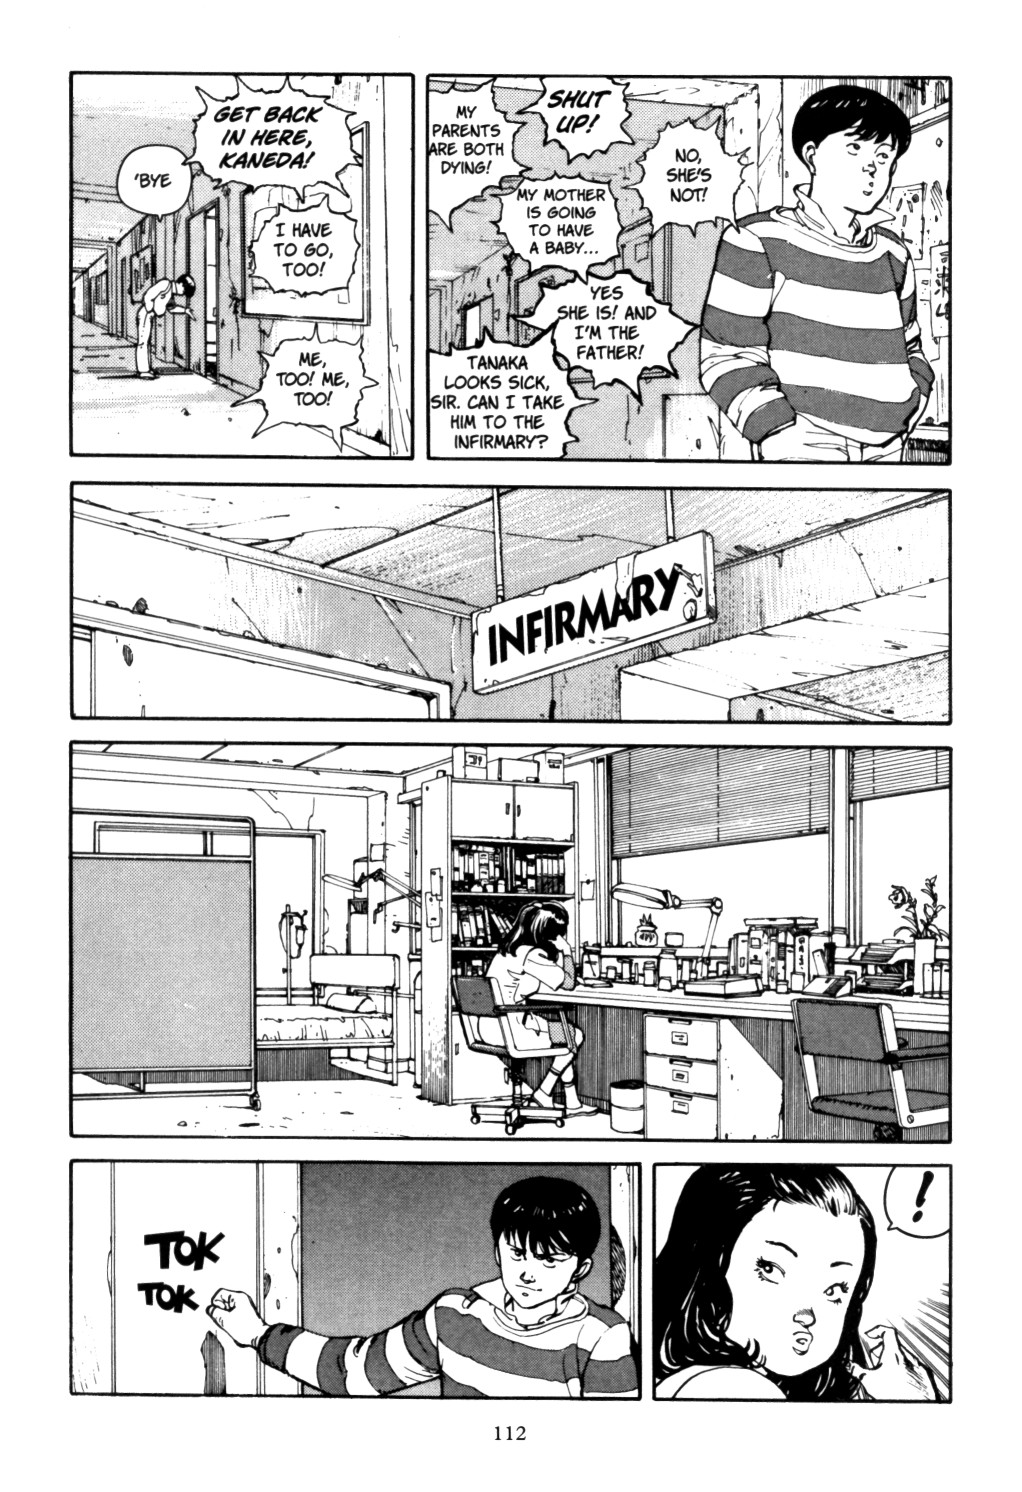 GET BACK
IN HERE,
KANEDA!
'BYE
I HAVE
TO GO,
TOO!
ME,
TOO! ME,
TOO!
MY
PARENTS
ARE BOTH
DYING!
SHUT
UP!
NO,
SHE'S
NOT!
MY MOTHER
IS GOING
TO HAVE
A BABY...
YES
SHE IS! AND
I'M THE
FATHER!
TANAKA
LOOKS SICK,
SIR. CAN I TAKE
HIM TO THE
INFIRMARY?
INFIRMARY
TOK
TOK
!
112